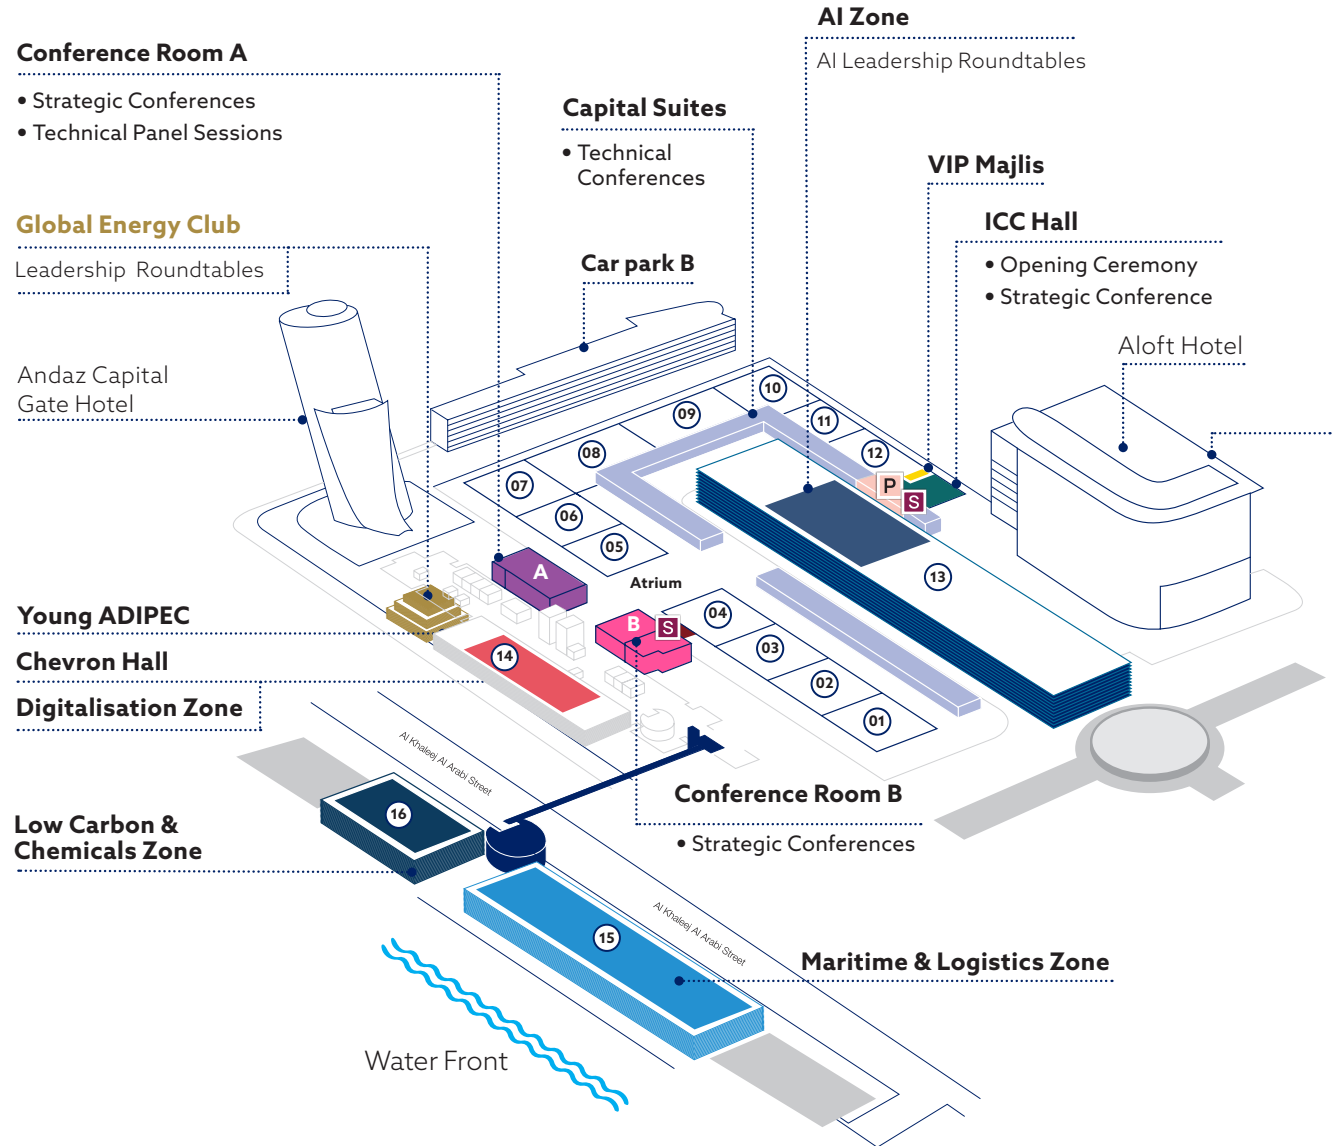 AI Zone
AI Leadership Roundtables
Conference Room A
• Strategic Conferences
• Technical Panel Sessions
Capital Suites
• Technical
Conferences
VIP Majlis
ICC Hall
• Opening Ceremony
• Strategic Conference
Global Energy Club
Leadership Roundtables
Car park B
Aloft Hotel
Andaz Capital
Gate Hotel
10
09
11
08
12
07
P
S
06
05
13
A
Atrium
04
B
S
03
14
02
01
Young ADIPEC
Chevron Hall
Digitalisation Zone
Al Khaleej Al Arabi Street
Conference Room B
• Strategic Conferences
16
Low Carbon &
Chemicals Zone
15
Al Khaleej Al Arabi Street
Maritime & Logistics Zone
Water Front